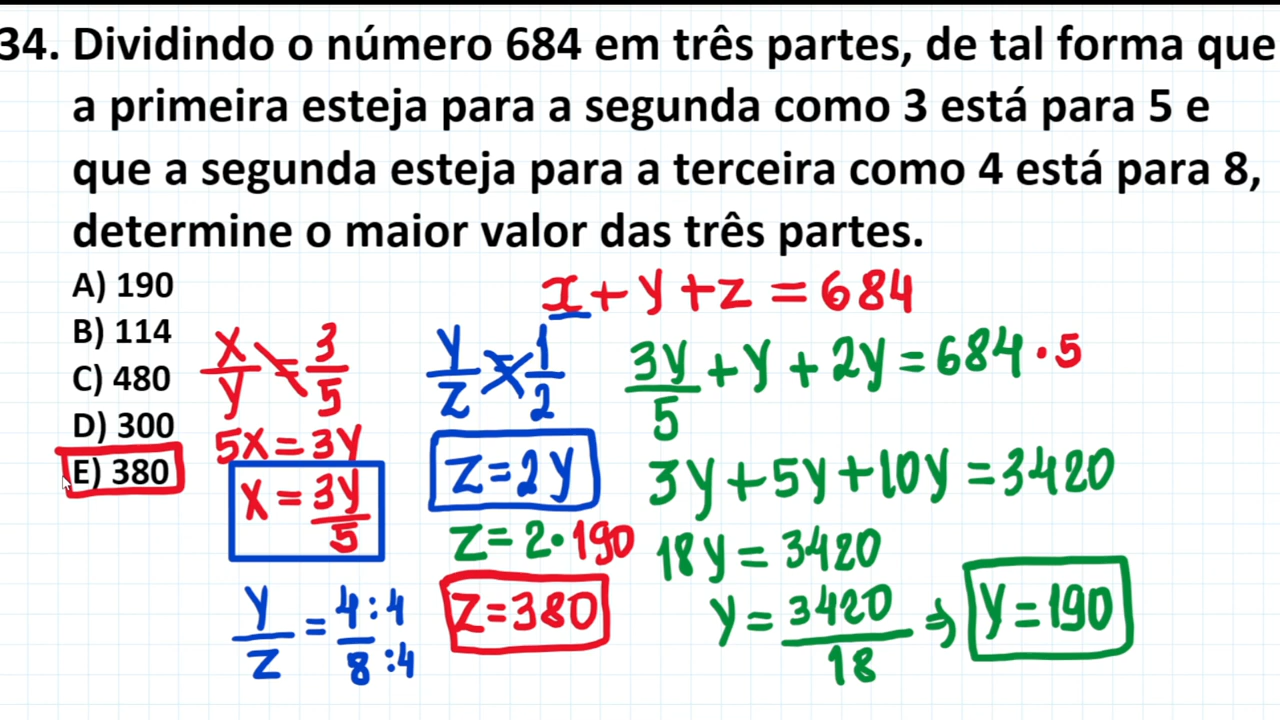 34. Dividindo o número 684 em três partes, de tal forma que
a primeira esteja para a segunda como 3 está para 5 e
que a segunda esteja para a terceira como 4 está para 8,
determine o maior valor das três partes.
A) 190
B) 114
C) 480
D) 300
E) 380
x/y = 3/5
5x = 3y
x = 3y/5
y/z = 4:4/8:4
y/z = 1/2
z = 2y
z = 2·190
z = 380
x + y + z = 684
3y/5 + y + 2y = 684 · 5
3y + 5y + 10y = 3420
18y = 3420
y = 3420/18 ⇒ y = 190